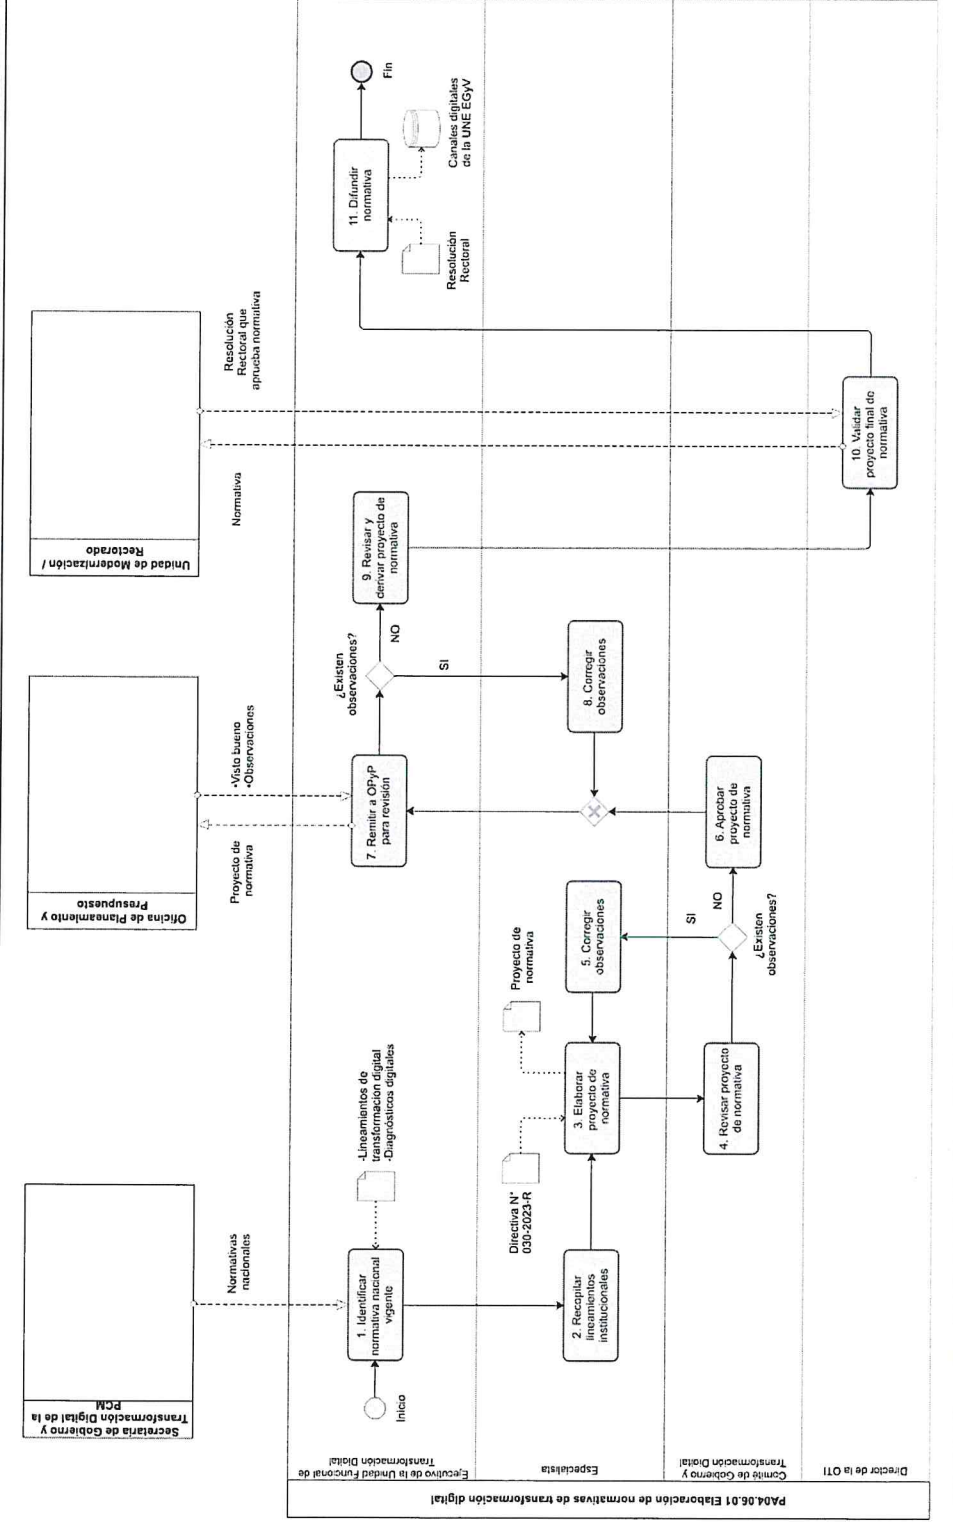 PA04.06.01 Elaboración de normativas de transformación digital
Secretaria de Gobierno y
Transformación Digital de la
PCM
Oficina de Planeamiento y
Presupuesto
Unidad de Modernización /
Rectorado
Normativas
nacionales
Proyecto de
normativa
•Visto bueno
•Observaciones
Normativa
Resolución
Rectoral que
aprueba normativa
Ejecutivo de la Unidad Funcional de
Transformación Digital
Inicio
1. Identificar
normativa nacional
vigente
-Lineamientos de
transformacion digital
-Diagnósticos digitales
7. Remitir a OPyP
para revisión
¿Existen
observaciones?
NO
SI
9. Revisar y
derivar proyecto de
normativa
11. Difundir
normativa
Resolución
Rectoral
Canales digitales
de la UNE EGyV
Fin
Especialista
2. Recopilar
lineamientos
institucionales
Directiva N°
030-2023-R
3. Elaborar
proyecto de
normativa
Proyecto de
normativa
5. Corregir
observaciones
8. Corregir
observaciones
Comité de Gobierno y
Transformación Digital
4. Revisar proyecto
de normativa
SI
NO
¿Existen
observaciones?
6. Aprobar
proyecto de
normativa
Director de la OTI
10. Validar
proyecto final de
normativa